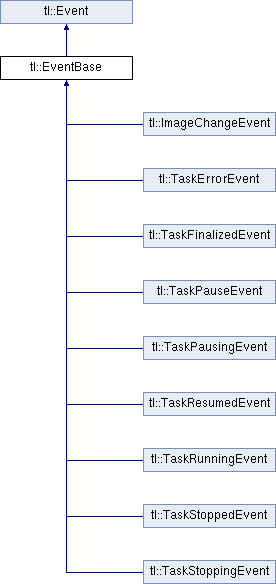 tl::Event
tl::EventBase
tl::ImageChangeEvent
tl::TaskErrorEvent
tl::TaskFinalizedEvent
tl::TaskPauseEvent
tl::TaskPausingEvent
tl::TaskResumedEvent
tl::TaskRunningEvent
tl::TaskStoppedEvent
tl::TaskStoppingEvent